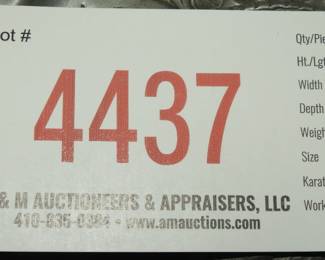 ot #
4437
& M AUCTIONEERS & APPRAISERS, LLC
410-835-0384 • www.amauctions.com
Qty/Pie
Ht./Lgt
Width
Depth
Weigh
Size
Karat
Work